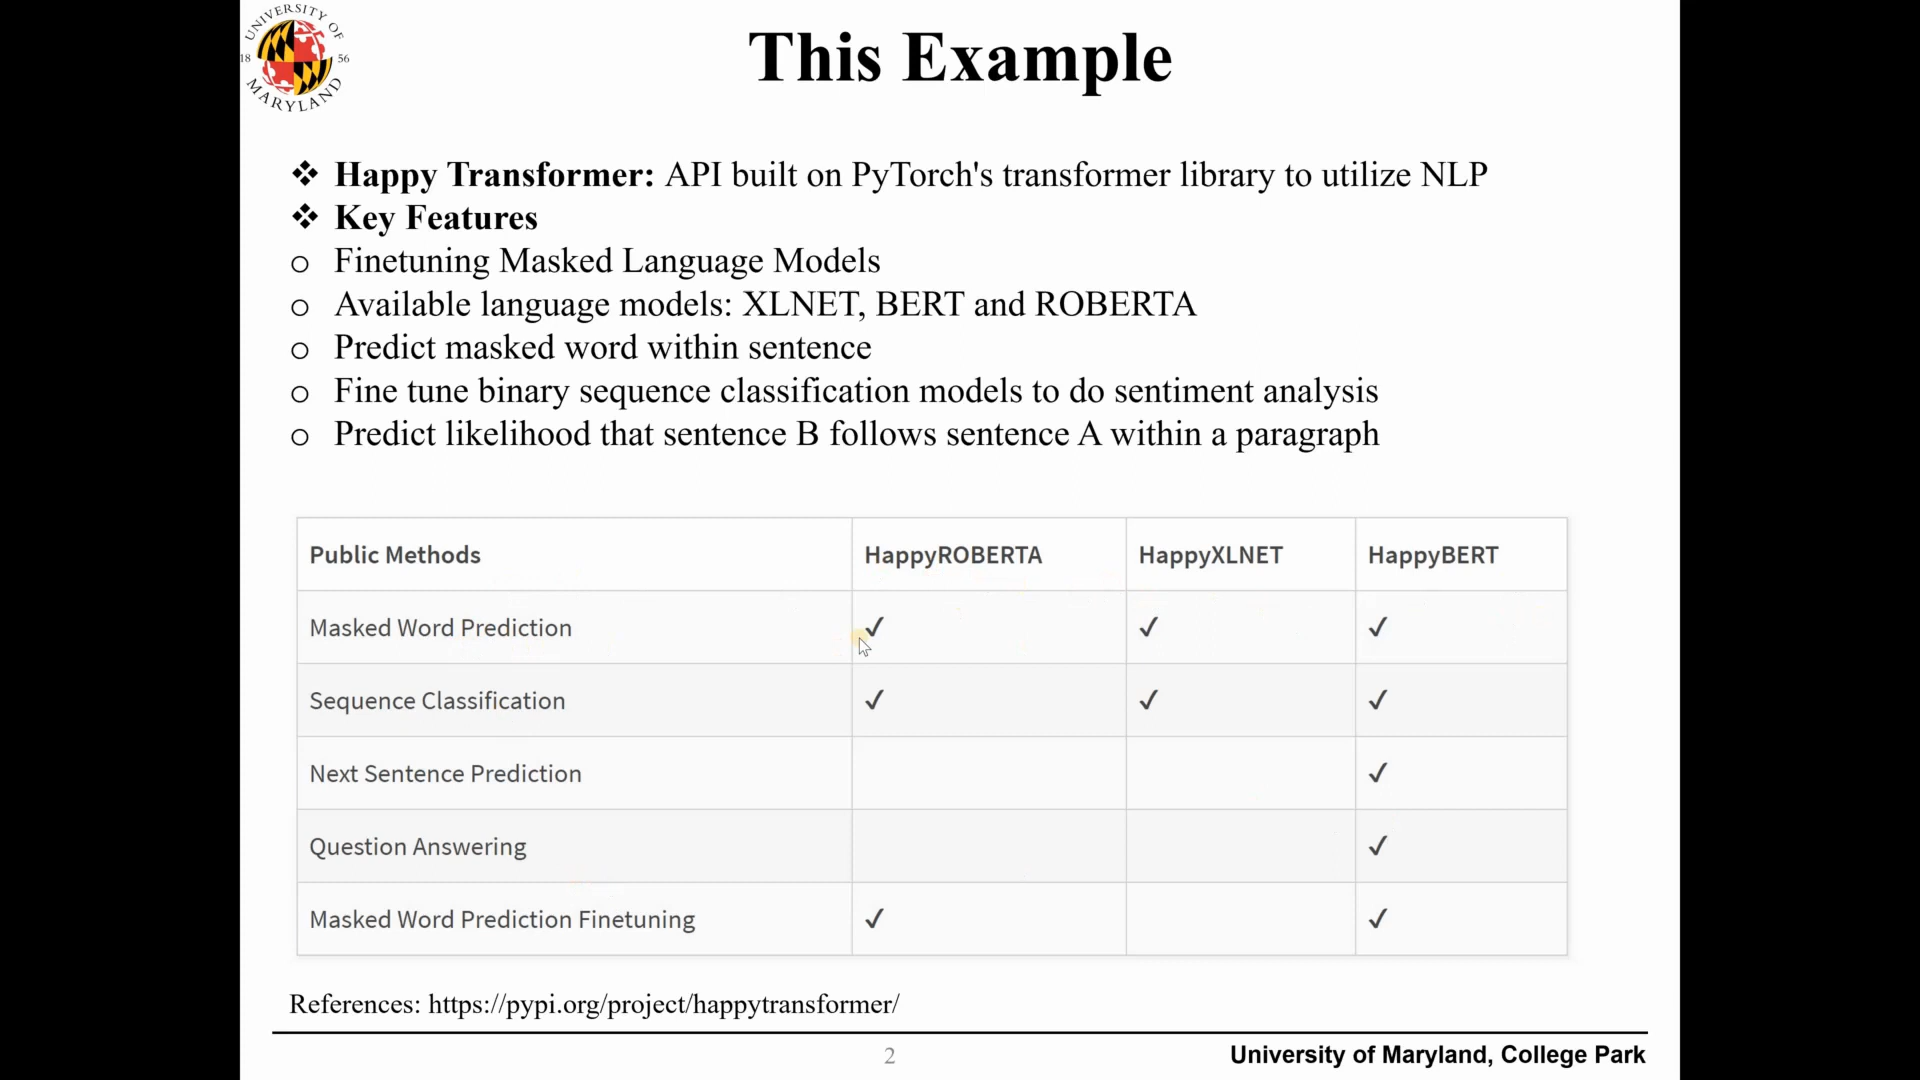 UNIVERSITY OF
18 56
MARYLAND
This Example
❖ Happy Transformer: API built on PyTorch's transformer library to utilize NLP
❖ Key Features
o Finetuning Masked Language Models
o Available language models: XLNET, BERT and ROBERTA
o Predict masked word within sentence
o Fine tune binary sequence classification models to do sentiment analysis
o Predict likelihood that sentence B follows sentence A within a paragraph
Public Methods HappyROBERTA HappyXLNET HappyBERT
Masked Word Prediction ✓ ✓ ✓
Sequence Classification ✓ ✓ ✓
Next Sentence Prediction ✓
Question Answering ✓
Masked Word Prediction Finetuning ✓ ✓
References: https://pypi.org/project/happytransformer/
2
University of Maryland, College Park